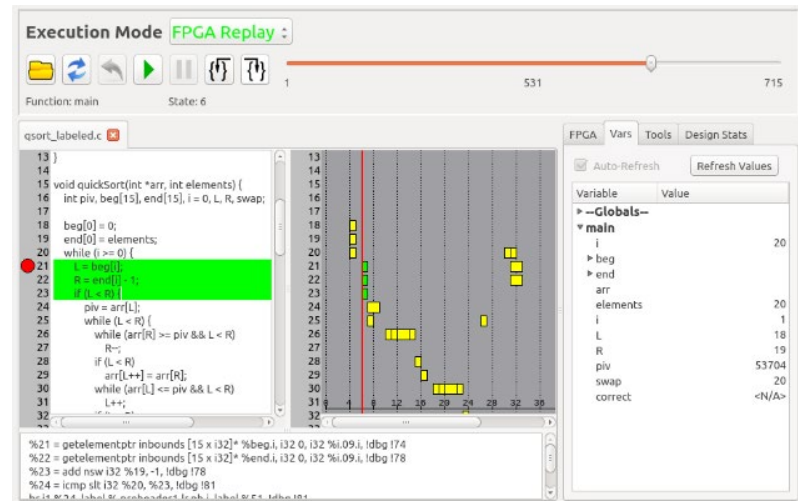 Execution Mode FPGA Replay
1 531 715
Function: main State: 6
qsort_labeled.c
13 }
14
15 void quickSort(int *arr, int elements) {
16 int piv, beg[15], end[15], i = 0, L, R, swap;
17
18 beg[0] = 0;
19 end[0] = elements;
20 while (i >= 0) {
21 L = beg[i];
22 R = end[i] - 1;
23 if (L < R) {
24 piv = arr[L];
25 while (L < R) {
26 while (arr[R] >= piv && L < R)
27 R--;
28 if (L < R)
29 arr[L++] = arr[R];
30 while (arr[L] <= piv && L < R)
31 L++;
32
13
14
15
16
17
18
19
20
21
22
23
24
25
26
27
28
29
30
31
32
0 4 8 12 16 20 24 28 32 36
FPGA Vars Tools Design Stats
Auto-Refresh Refresh Values
Variable Value
--Globals--
main
i 20
beg
end
arr
elements 20
i 1
L 18
R 19
piv 53704
swap 20
correct <N/A>
%21 = getelementptr inbounds [15 x i32]* %beg.i, i32 0, i32 %i.09.i, !dbg !74
%22 = getelementptr inbounds [15 x i32]* %end.i, i32 0, i32 %i.09.i, !dbg !78
%23 = add nsw i32 %19, -1, !dbg !78
%24 = icmp slt i32 %20, %23, !dbg !81